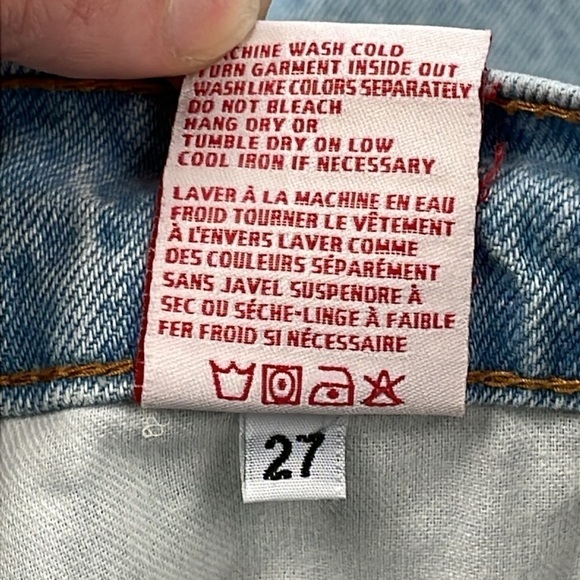 CHINE WASH COLD
TURN GARMENT INSIDE OUT
WASH LIKE COLORS SEPARATELY
DO NOT BLEACH
HANG DRY OR
TUMBLE DRY ON LOW
COOL IRON IF NECESSARY
LAVER À LA MACHINE EN EAU
FROID TOURNER LE VÊTEMENT
À L'ENVERS LAVER COMME
DES COULEURS SÉPARÉMENT
SANS JAVEL SUSPENDRE À
SEC OU SÉCHE-LINGE À FAIBLE
FER FROID SI NÉCESSAIRE
27